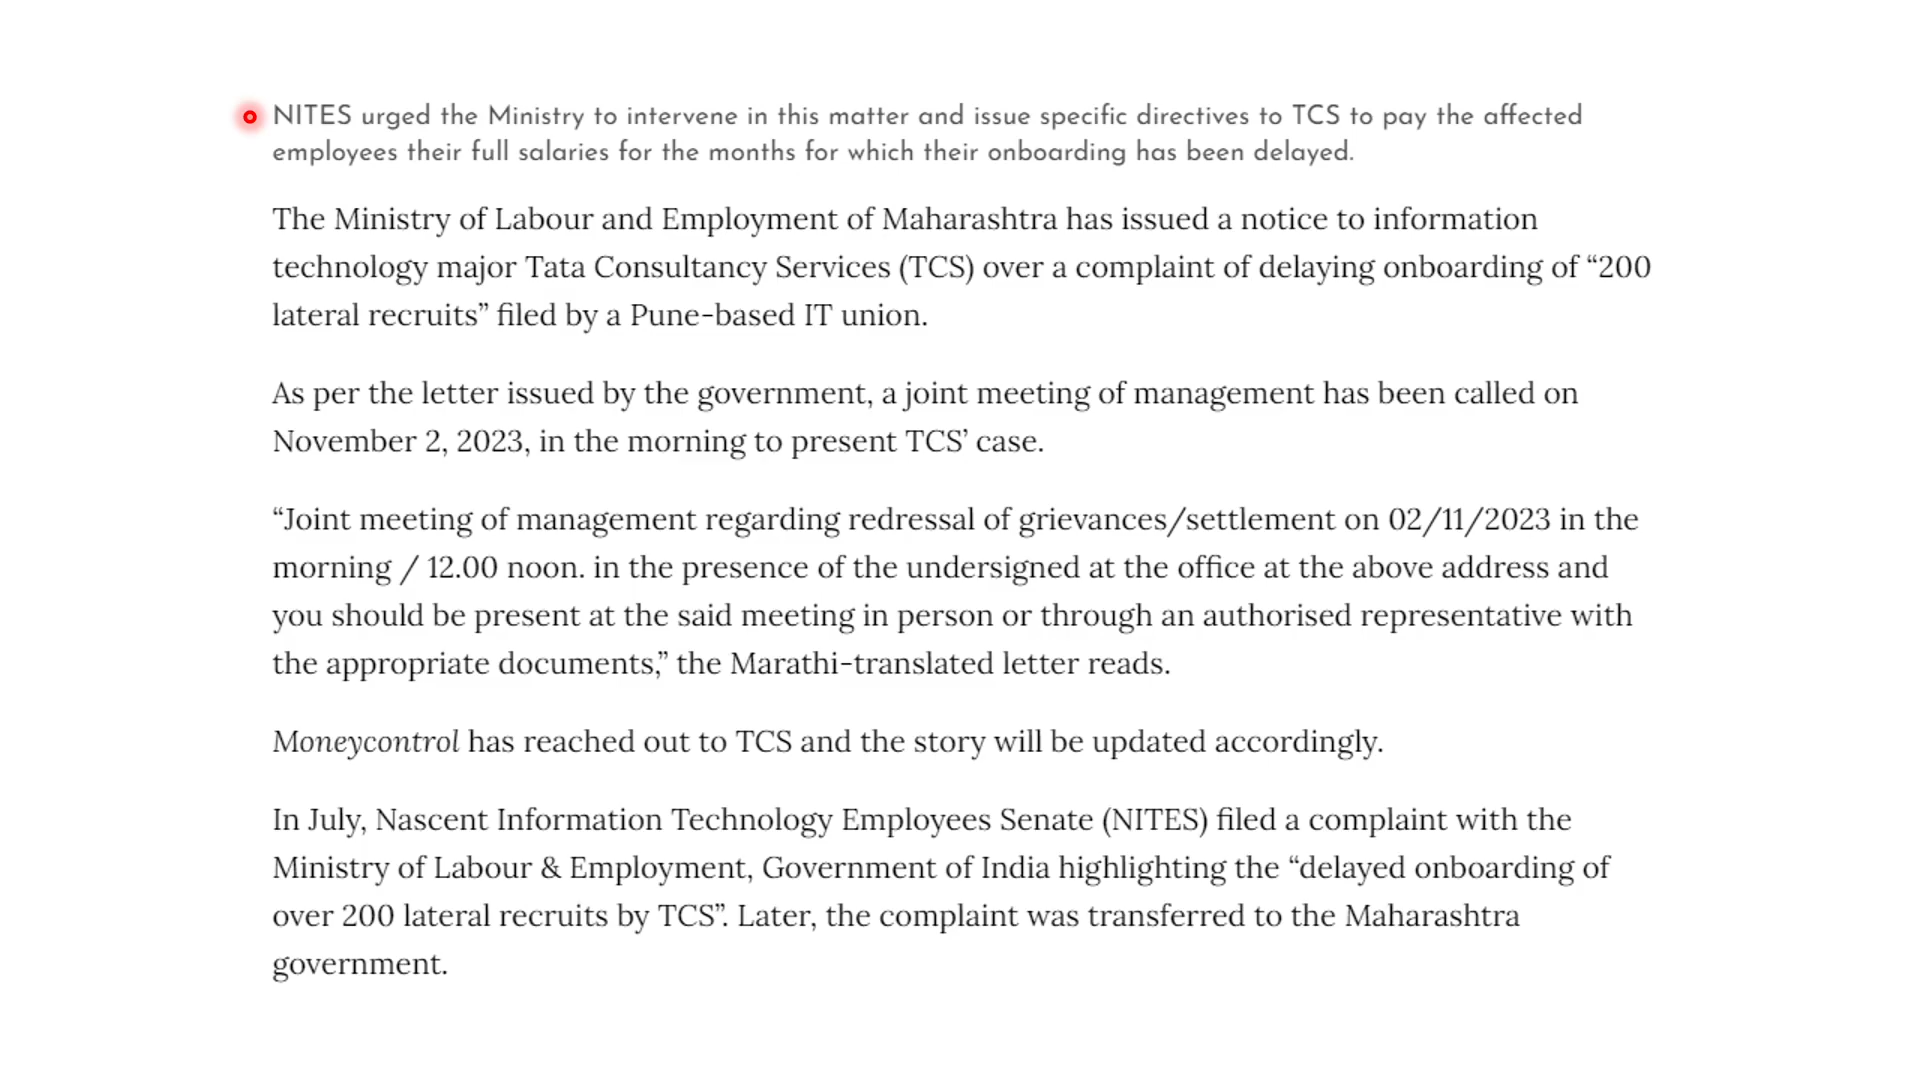 NITES urged the Ministry to intervene in this matter and issue specific directives to TCS to pay the affected
employees their full salaries for the months for which their onboarding has been delayed.
The Ministry of Labour and Employment of Maharashtra has issued a notice to information
technology major Tata Consultancy Services (TCS) over a complaint of delaying onboarding of “200
lateral recruits” filed by a Pune-based IT union.
As per the letter issued by the government, a joint meeting of management has been called on
November 2, 2023, in the morning to present TCS’ case.
“Joint meeting of management regarding redressal of grievances/settlement on 02/11/2023 in the
morning / 12.00 noon. in the presence of the undersigned at the office at the above address and
you should be present at the said meeting in person or through an authorised representative with
the appropriate documents,” the Marathi-translated letter reads.
Moneycontrol has reached out to TCS and the story will be updated accordingly.
In July, Nascent Information Technology Employees Senate (NITES) filed a complaint with the
Ministry of Labour & Employment, Government of India highlighting the “delayed onboarding of
over 200 lateral recruits by TCS”. Later, the complaint was transferred to the Maharashtra
government.